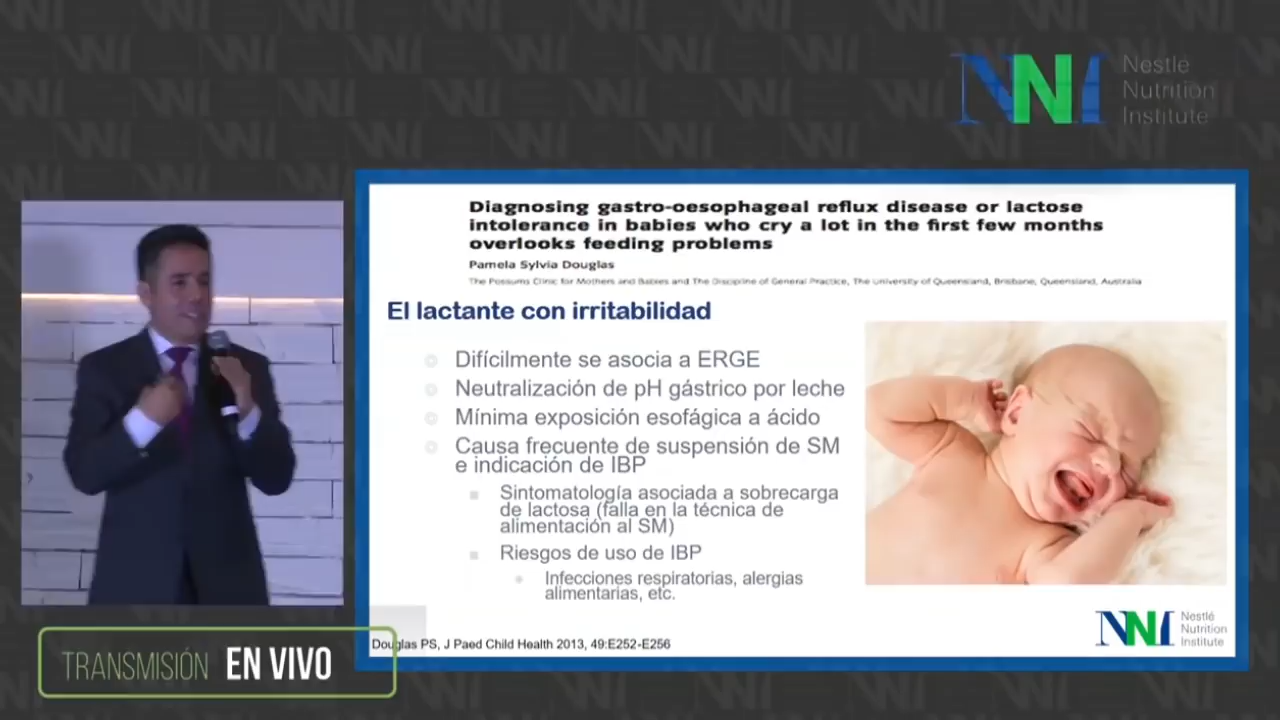 NNI
Nestlé
Nutrition
Institute
Diagnosing gastro-oesophageal reflux disease or lactose
intolerance in babies who cry a lot in the first few months
overlooks feeding problems
Pamela Sylvia Douglas
The Possums Clinic for Mothers and Babies and The Discipline of General Practice, The University of Queensland, Brisbane, Queensland, Australia
El lactante con irritabilidad
Difícilmente se asocia a ERGE
Neutralización de pH gástrico por leche
Mínima exposición esofágica a ácido
Causa frecuente de suspensión de SM
e indicación de IBP
Sintomatología asociada a sobrecarga
de lactosa (falla en la técnica de
alimentación al SM)
Riesgos de uso de IBP
Infecciones respiratorias, alergias
alimentarias, etc.
Douglas PS, J Paed Child Health 2013, 49:E252-E256
NNI
Nestlé
Nutrition
Institute
TRANSMISIÓN EN VIVO